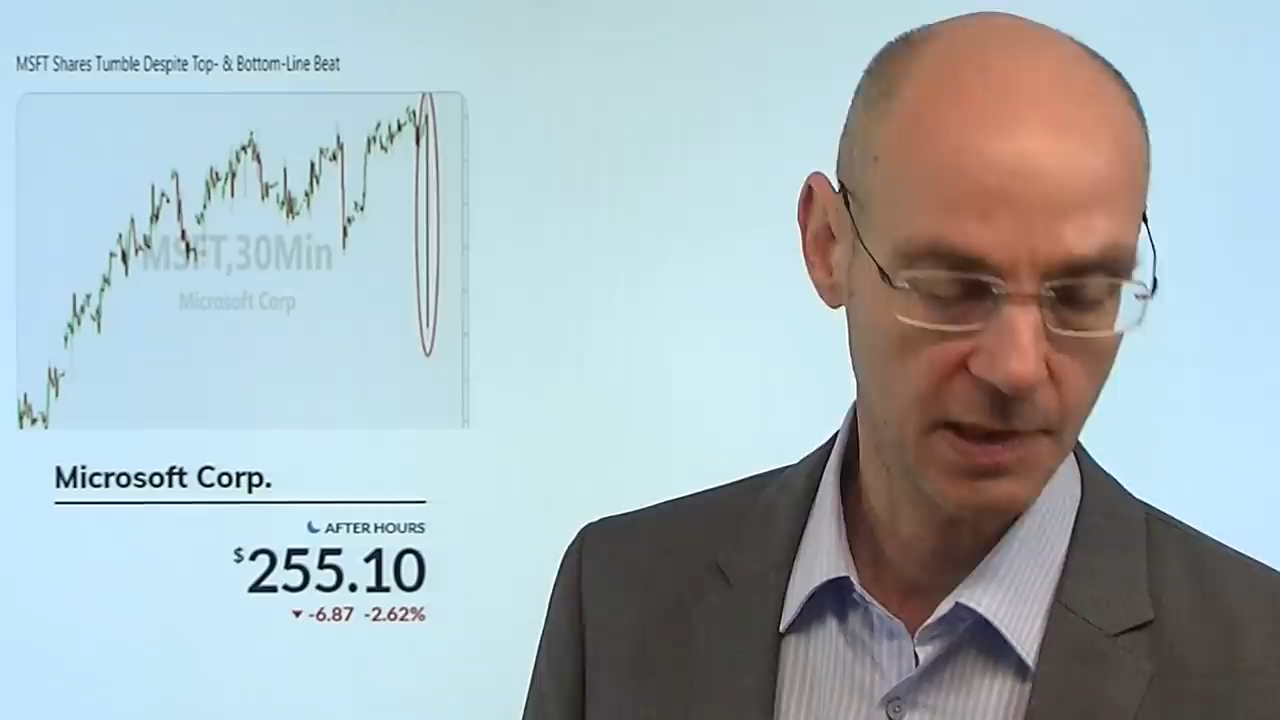 MSFT Shares Tumble Despite Top- & Bottom-Line Beat
MSFT,30Min
Microsoft Corp
Microsoft Corp.
AFTER HOURS
$255.10
▼ -6.87 -2.62%